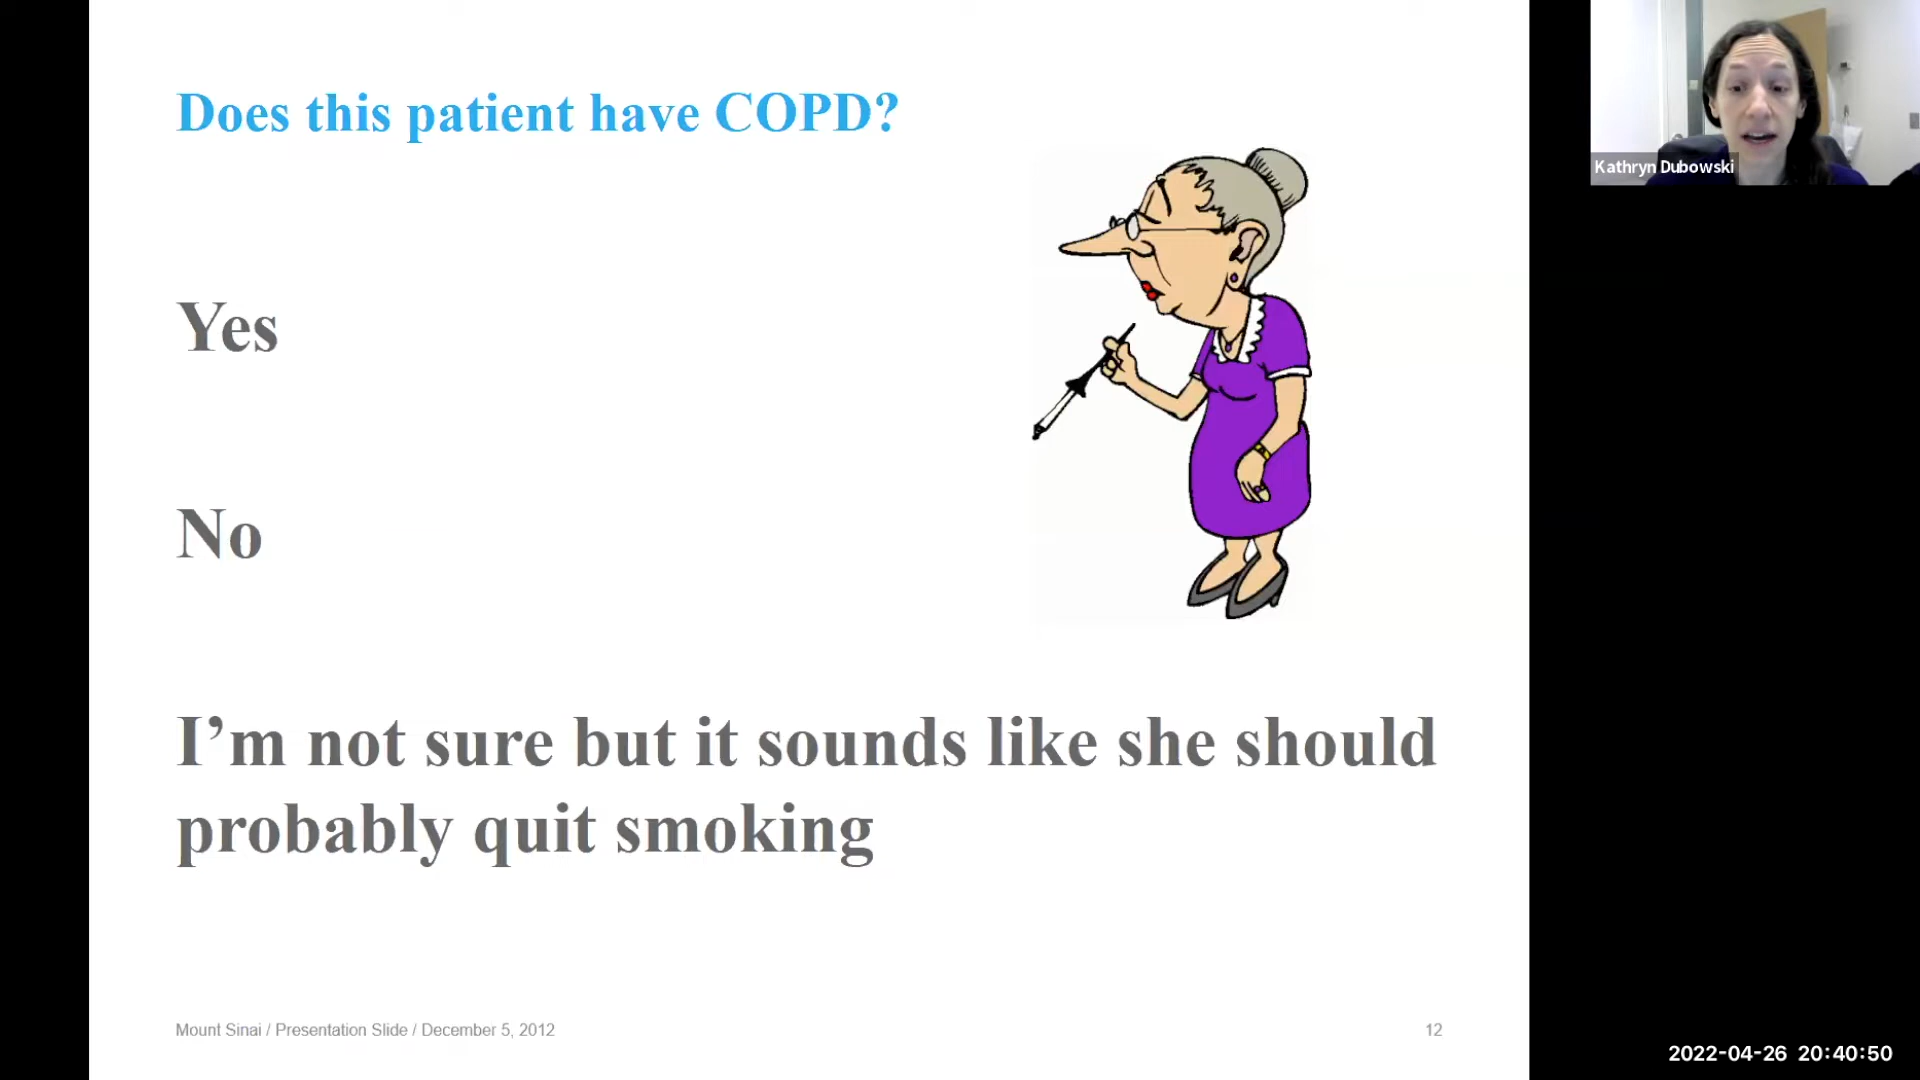 Does this patient have COPD?
Kathryn Dubowski
Yes
No
I’m not sure but it sounds like she should
probably quit smoking
Mount Sinai / Presentation Slide / December 5, 2012
12
2022-04-26 20:40:50